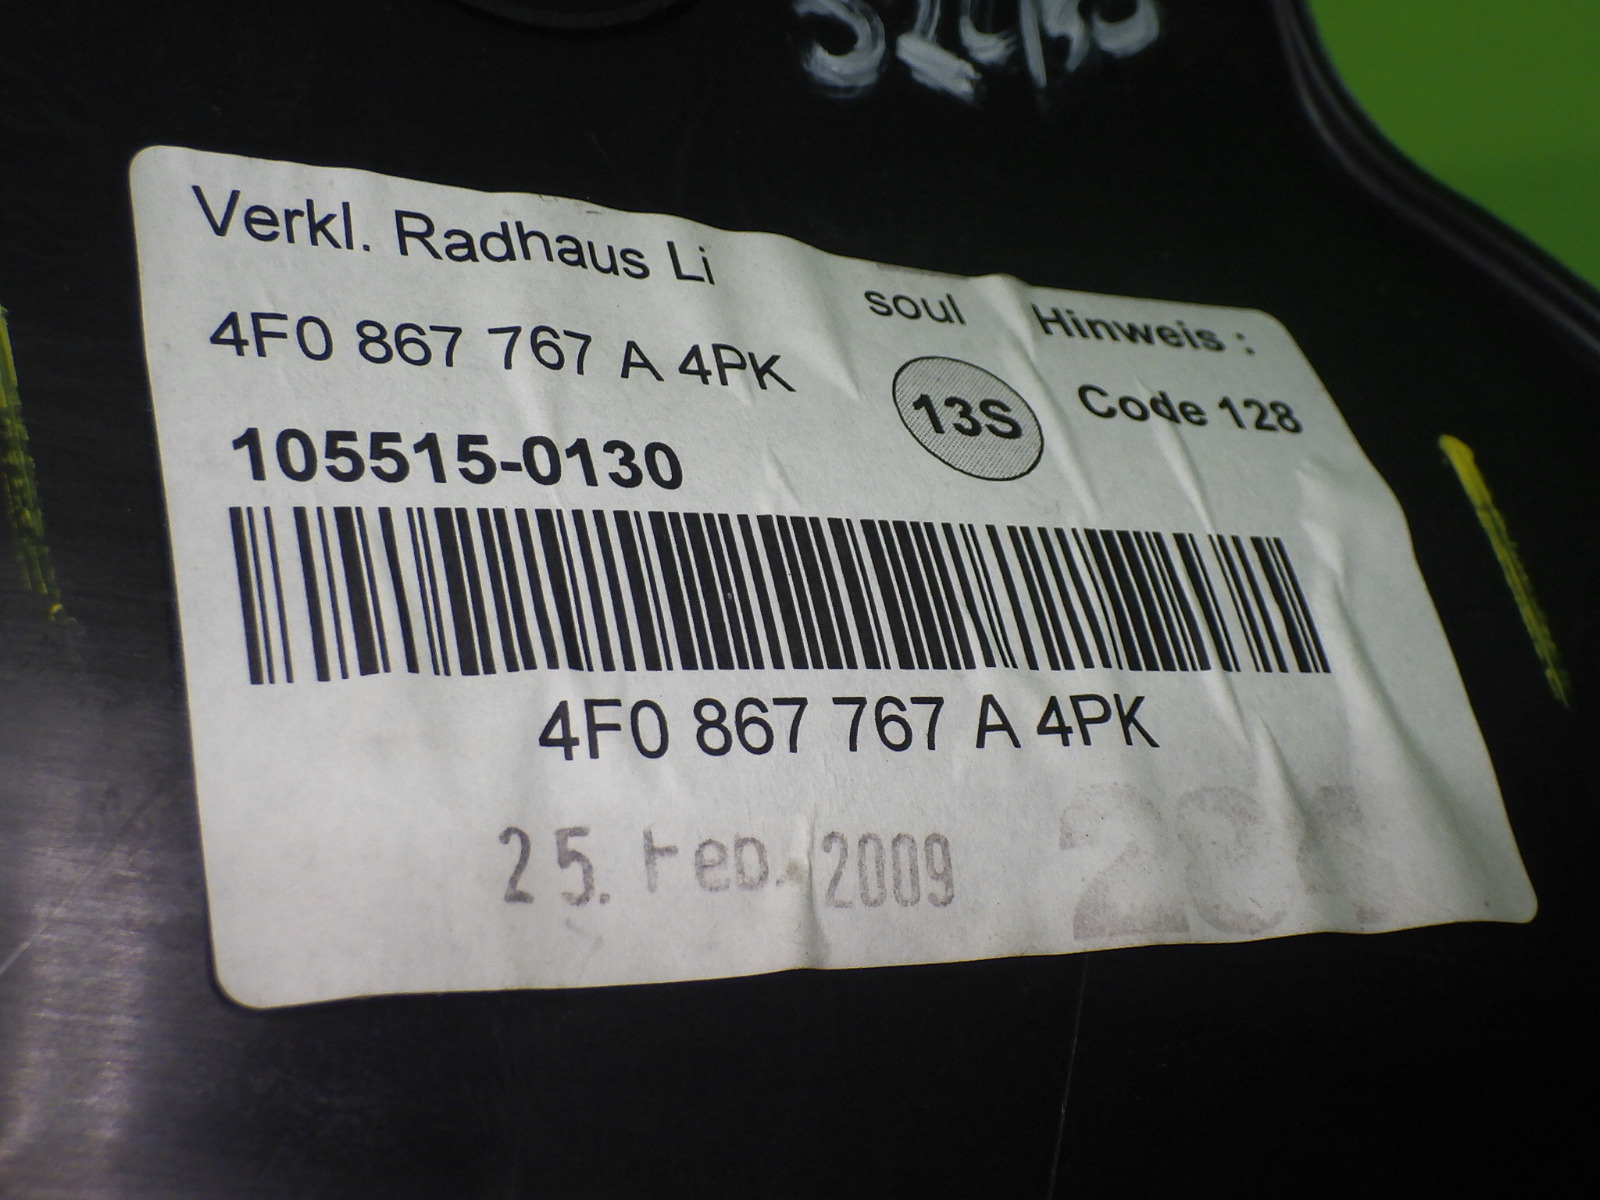 Verkl. Radhaus Li
soul
Hinweis :
4F0 867 767 A 4PK
13S
Code 128
105515-0130
4F0 867 767 A 4PK
25. Feb. 2009